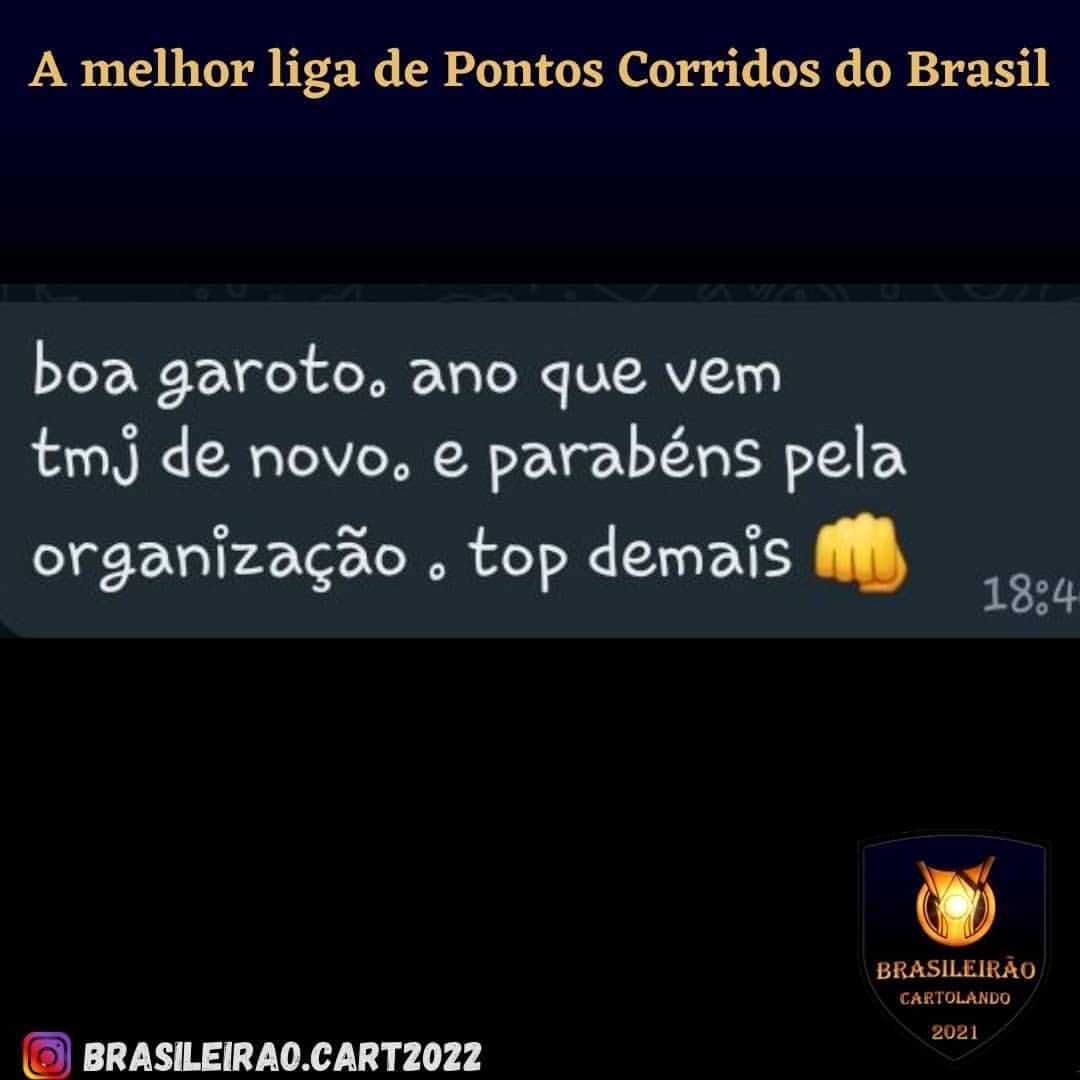 A melhor liga de Pontos Corridos do Brasil
boa garoto. ano que vem
tmj de novo. e parabéns pela
organização . top demais 👊
18:4
BRASILEIRÃO
CARTOLANDO
2021
BRASILEIRAO.CART2022